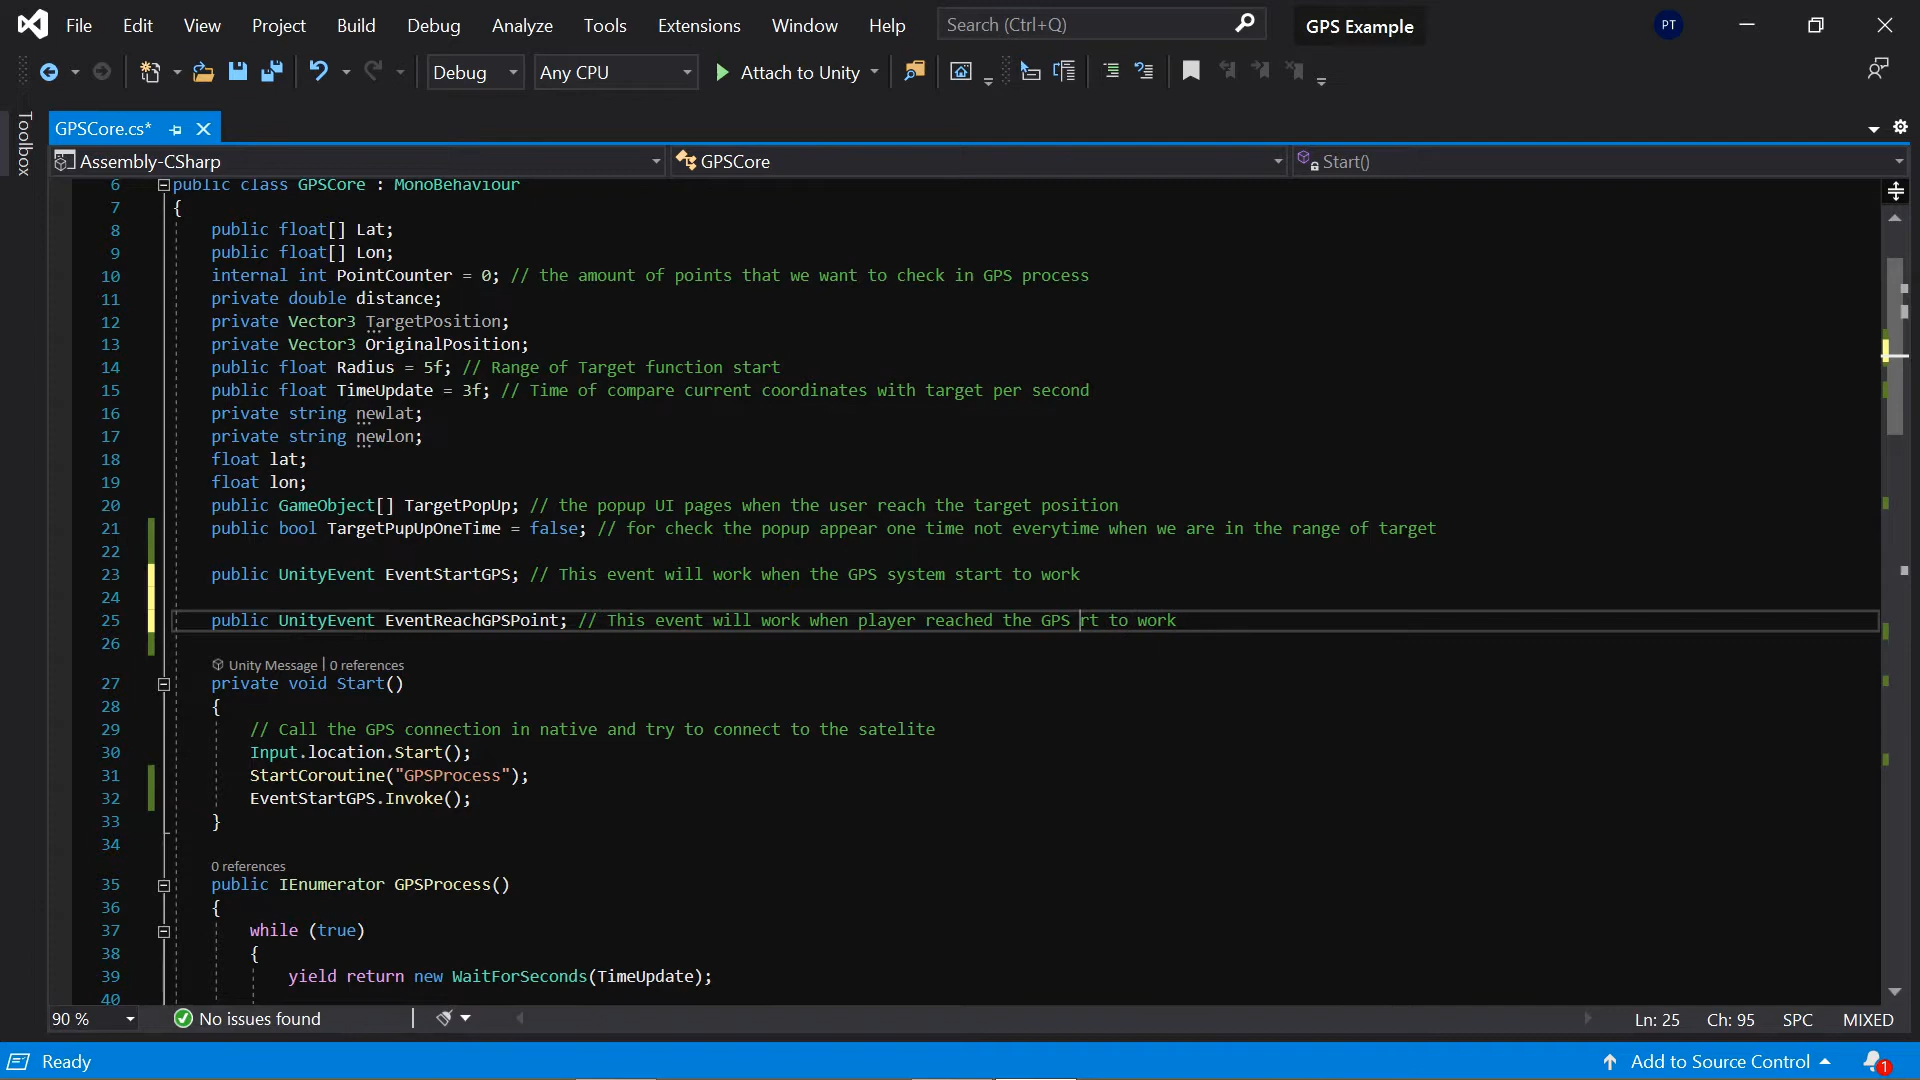 File Edit View Project Build Debug Analyze Tools Extensions Window Help Search (Ctrl+Q) GPS Example PT
Debug Any CPU Attach to Unity
Toolbox
GPSCore.cs*
Assembly-CSharp GPSCore Start()
6 public class GPSCore : MonoBehaviour
7 {
8 public float[] Lat;
9 public float[] Lon;
10 internal int PointCounter = 0; // the amount of points that we want to check in GPS process
11 private double distance;
12 private Vector3 TargetPosition;
13 private Vector3 OriginalPosition;
14 public float Radius = 5f; // Range of Target function start
15 public float TimeUpdate = 3f; // Time of compare current coordinates with target per second
16 private string newlat;
17 private string newlon;
18 float lat;
19 float lon;
20 public GameObject[] TargetPopUp; // the popup UI pages when the user reach the target position
21 public bool TargetPupUpOneTime = false; // for check the popup appear one time not everytime when we are in the range of target
22
23 public UnityEvent EventStartGPS; // This event will work when the GPS system start to work
24
25 public UnityEvent EventReachGPSPoint; // This event will work when player reached the GPS rt to work
26
Unity Message | 0 references
27 private void Start()
28 {
29 // Call the GPS connection in native and try to connect to the satelite
30 Input.location.Start();
31 StartCoroutine("GPSProcess");
32 EventStartGPS.Invoke();
33 }
34
0 references
35 public IEnumerator GPSProcess()
36 {
37 while (true)
38 {
39 yield return new WaitForSeconds(TimeUpdate);
40
90 % No issues found Ln: 25 Ch: 95 SPC MIXED
Ready Add to Source Control 1